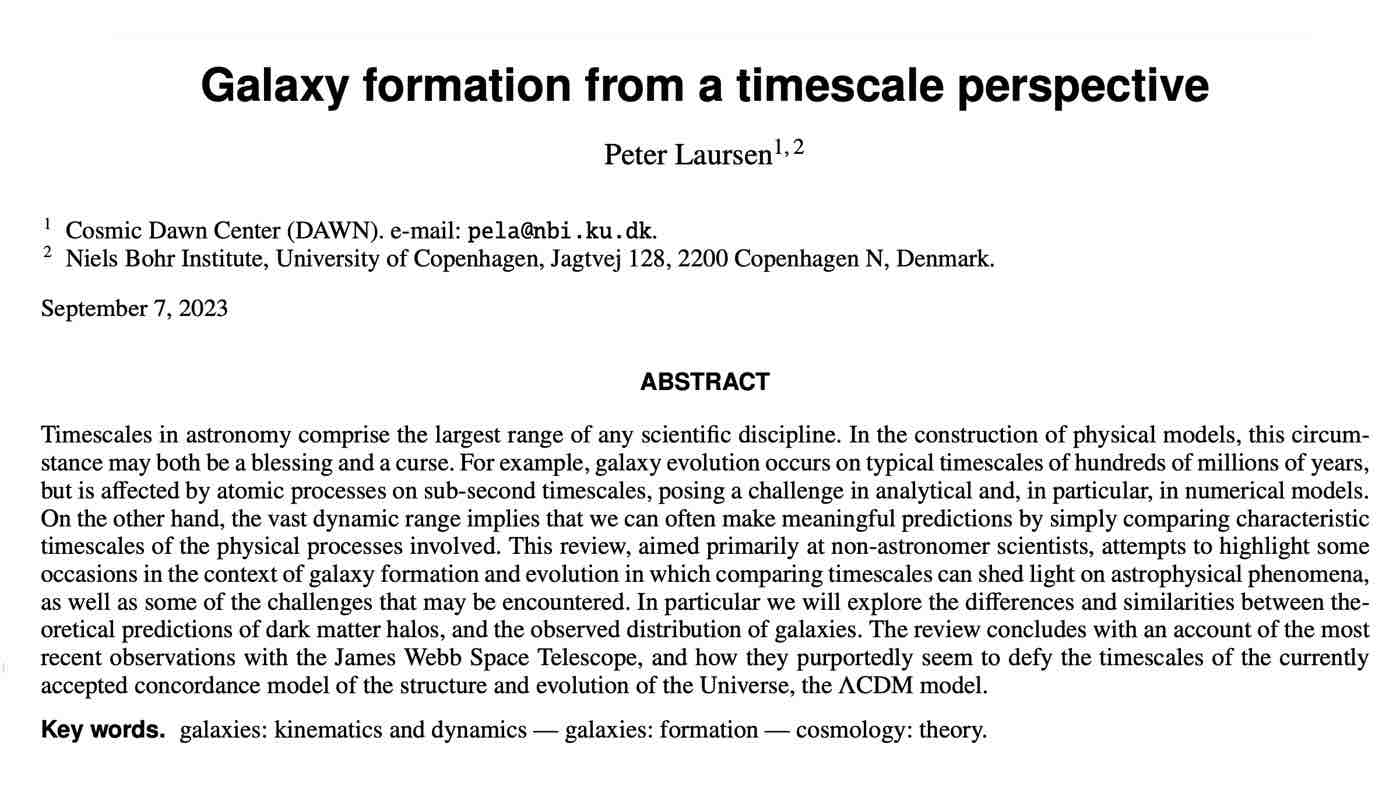 Galaxy formation from a timescale perspective
Peter Laursen1, 2
1 Cosmic Dawn Center (DAWN). e-mail: pela@nbi.ku.dk.
2 Niels Bohr Institute, University of Copenhagen, Jagtvej 128, 2200 Copenhagen N, Denmark.
September 7, 2023
ABSTRACT
Timescales in astronomy comprise the largest range of any scientific discipline. In the construction of physical models, this circum-
stance may both be a blessing and a curse. For example, galaxy evolution occurs on typical timescales of hundreds of millions of years,
but is affected by atomic processes on sub-second timescales, posing a challenge in analytical and, in particular, in numerical models.
On the other hand, the vast dynamic range implies that we can often make meaningful predictions by simply comparing characteristic
timescales of the physical processes involved. This review, aimed primarily at non-astronomer scientists, attempts to highlight some
occasions in the context of galaxy formation and evolution in which comparing timescales can shed light on astrophysical phenomena,
as well as some of the challenges that may be encountered. In particular we will explore the differences and similarities between the-
oretical predictions of dark matter halos, and the observed distribution of galaxies. The review concludes with an account of the most
recent observations with the James Webb Space Telescope, and how they purportedly seem to defy the timescales of the currently
accepted concordance model of the structure and evolution of the Universe, the ΛCDM model.
Key words. galaxies: kinematics and dynamics — galaxies: formation — cosmology: theory.